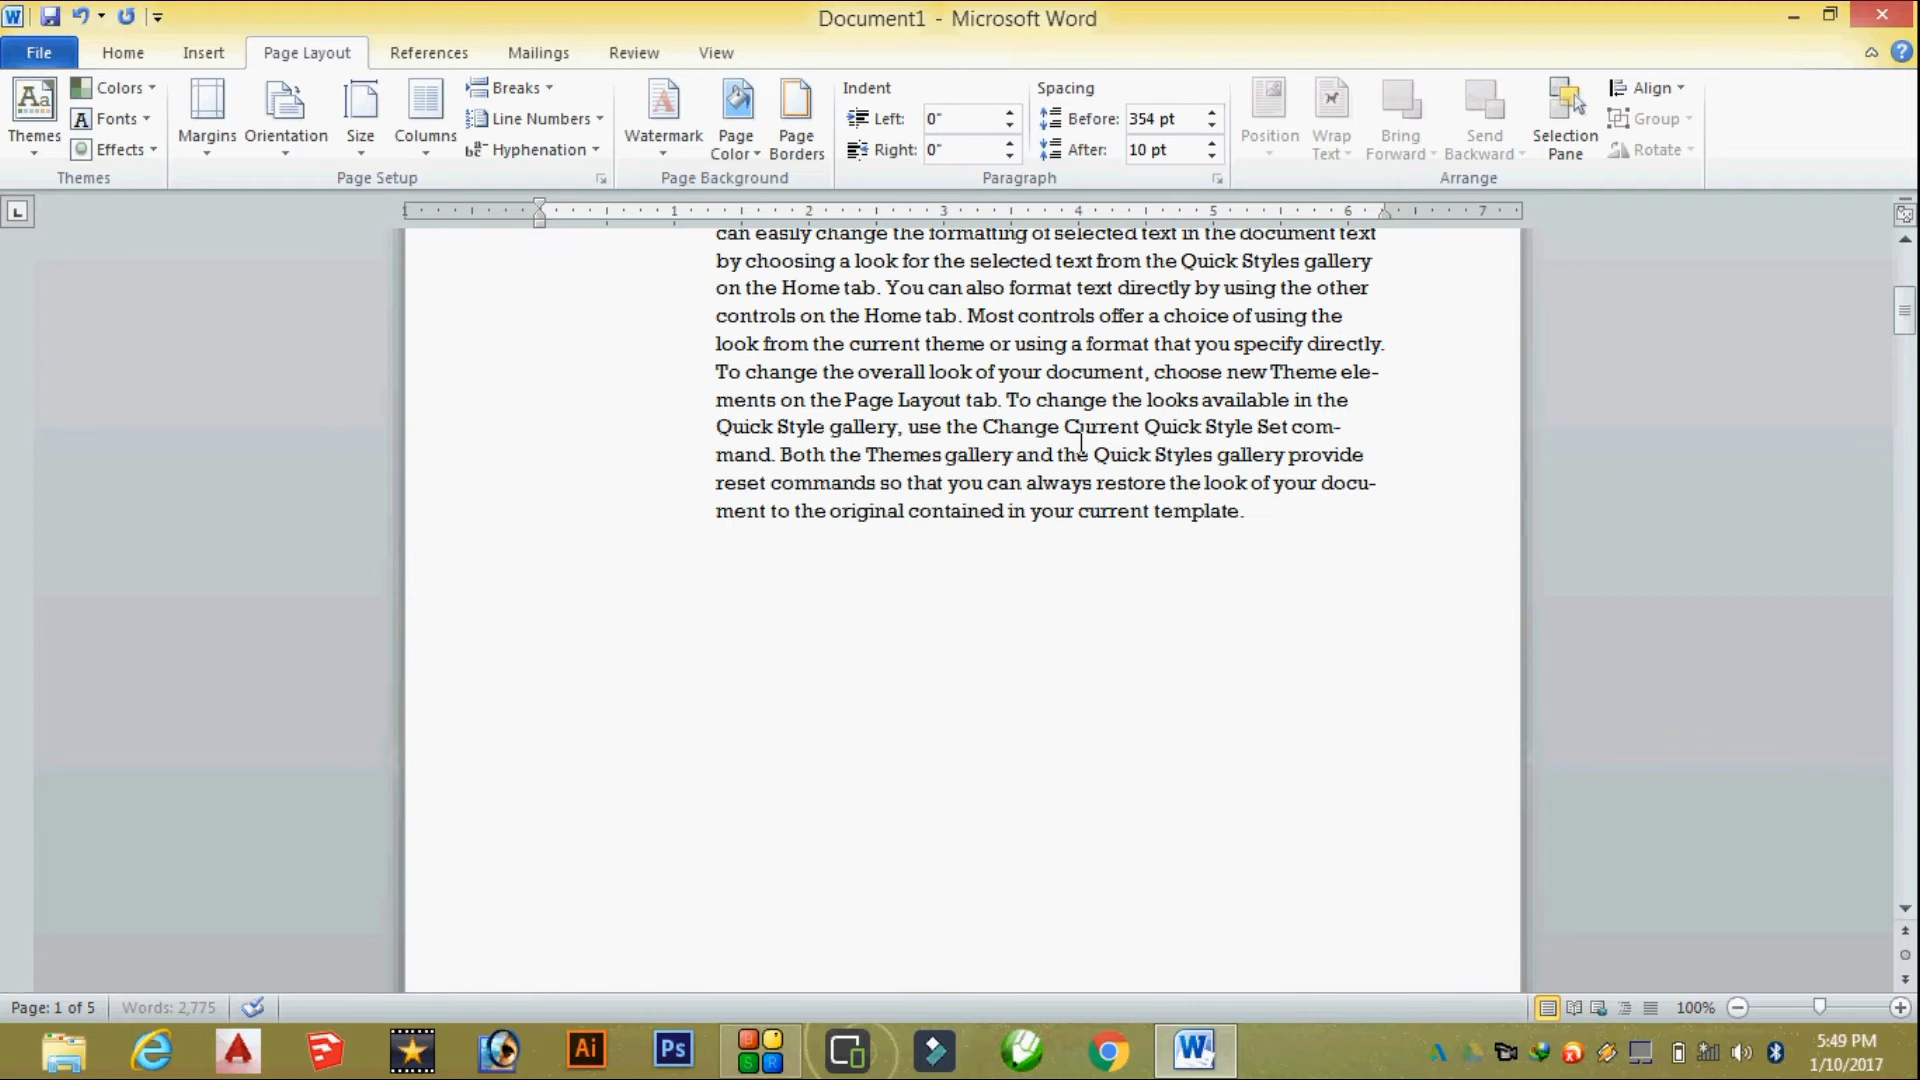 Document1 - Microsoft Word
File Home Insert Page Layout References Mailings Review View
Themes Colors Fonts Effects
Margins Orientation Size Columns Breaks Line Numbers Hyphenation
Watermark Page Color Page Borders
Indent Left: 0" Right: 0"
Spacing Before: 354 pt After: 10 pt
Position Wrap Text Bring Forward Send Backward Selection Pane Align Group Rotate
Themes Page Setup Page Background Paragraph Arrange
1 1 2 3 4 5 6 7
can easily change the formatting of selected text in the document text
by choosing a look for the selected text from the Quick Styles gallery
on the Home tab. You can also format text directly by using the other
controls on the Home tab. Most controls offer a choice of using the
look from the current theme or using a format that you specify directly.
To change the overall look of your document, choose new Theme ele-
ments on the Page Layout tab. To change the looks available in the
Quick Style gallery, use the Change Current Quick Style Set com-
mand. Both the Themes gallery and the Quick Styles gallery provide
reset commands so that you can always restore the look of your docu-
ment to the original contained in your current template.
Page: 1 of 5 Words: 2,775 100%
Ai Ps
5:49 PM
1/10/2017